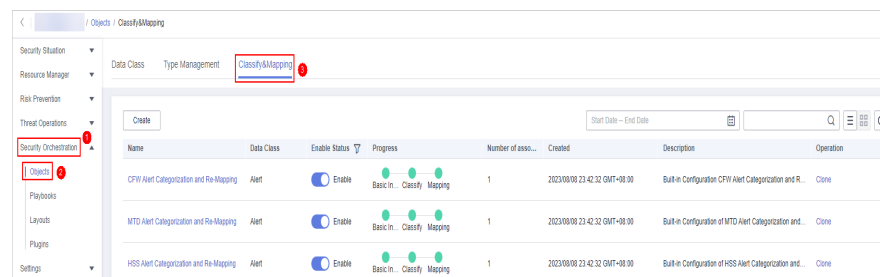 / Objects / Classify&Mapping
Security Situation
Resource Manager
Risk Prevention
Threat Operations
Security Orchestration 1
Objects 2
Playbooks
Layouts
Plugins
Settings
Data Class Type Management Classify&Mapping 3
Create Start Date — End Date
Name Data Class Enable Status Progress Number of asso... Created Description Operation
CFW Alert Categorization and Re-Mapping Alert Enable Basic In... Classify Mapping 1 2023/08/08 23:42:32 GMT+08:00 Built-in Configuration CFW Alert Categorization and R... Clone
MTD Alert Categorization and Re-Mapping Alert Enable Basic In... Classify Mapping 1 2023/08/08 23:42:32 GMT+08:00 Built-in Configuration of MTD Alert Categorization and... Clone
HSS Alert Categorization and Re-Mapping Alert Enable Basic In... Classify Mapping 1 2023/08/08 23:42:32 GMT+08:00 Built-in Configuration of HSS Alert Categorization and... Clone